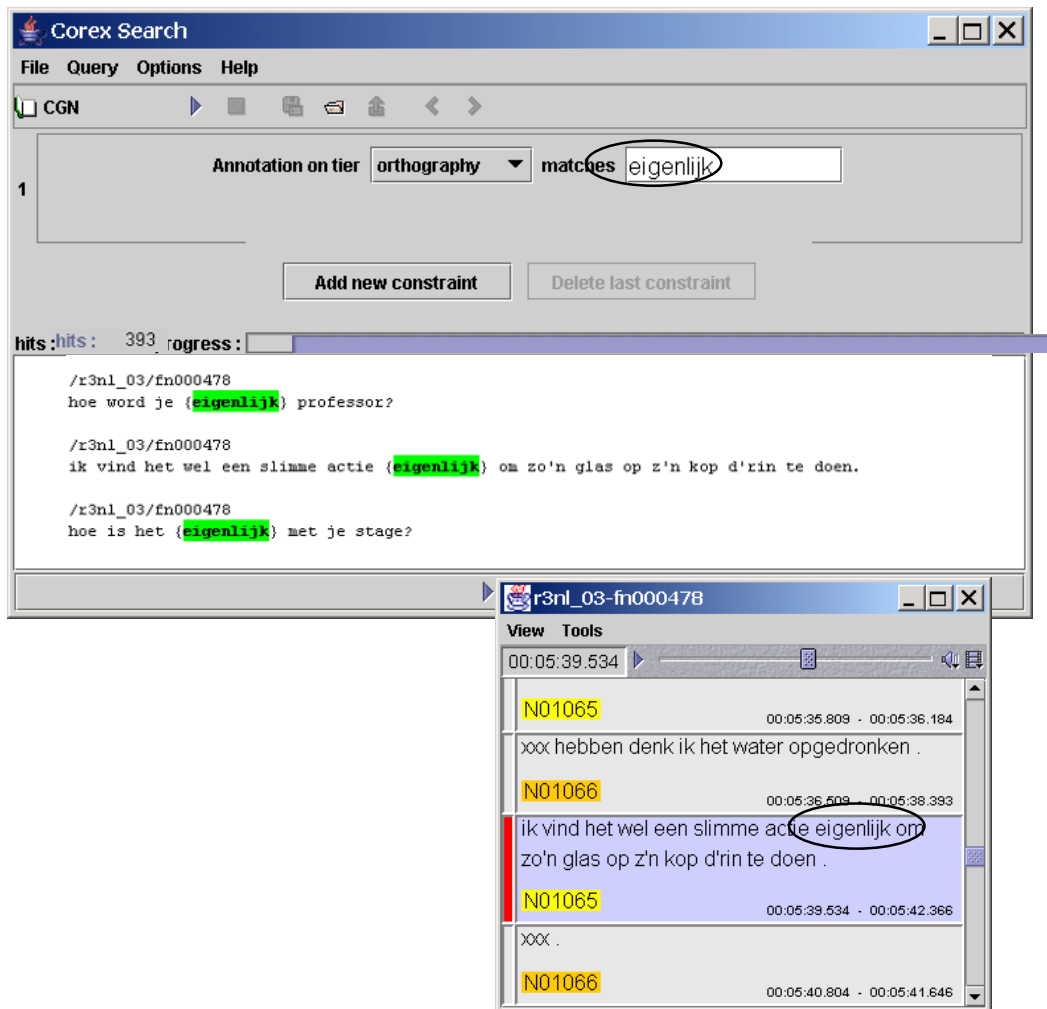 Corex Search
File Query Options Help
CGN
Annotation on tier orthography matches eigenlijk
1
Add new constraint Delete last constraint
hits : hits : 393 rogress :
/r3nl_03/fn000478
hoe word je {eigenlijk} professor?
/r3nl_03/fn000478
ik vind het wel een slimme actie {eigenlijk} om zo'n glas op z'n kop d'rin te doen.
/r3nl_03/fn000478
hoe is het {eigenlijk} met je stage?
r3nl_03-fn000478
View Tools
00:05:39.534
N01065 00:05:35.809 - 00:05:36.184
xxx hebben denk ik het water opgedronken .
N01066 00:05:36.509 - 00:05:38.393
ik vind het wel een slimme actie eigenlijk om
zo'n glas op z'n kop d'rin te doen .
N01065 00:05:39.534 - 00:05:42.366
xxx .
N01066 00:05:40.804 - 00:05:41.646